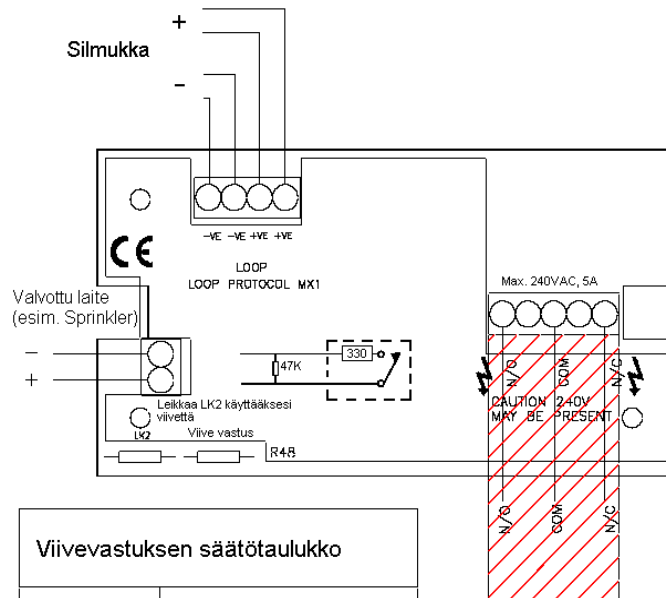 +
Silmukka
-
-VE -VE +VE +VE
CE
LOOP
LOOP PROTOCOL MX1
Max. 240VAC, 5A
Valvottu laite
(esim. Sprinkler)
-
+
330
47K
N/O COM N/C
CAUTION 240V
MAY BE PRESENT
Leikkaa LK2 käyttääksesi
viivettä
LK2
Viive vastus
R48
N/O COM N/C
Viivevastuksen säätötaulukko